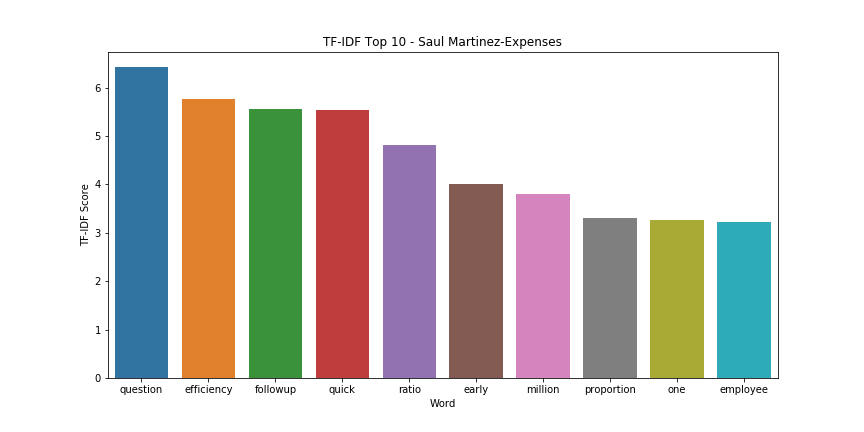 TF-IDF Top 10 - Saul Martinez-Expenses
TF-IDF Score
6
5
4
3
2
1
0
question efficiency followup quick ratio early million proportion one employee
Word